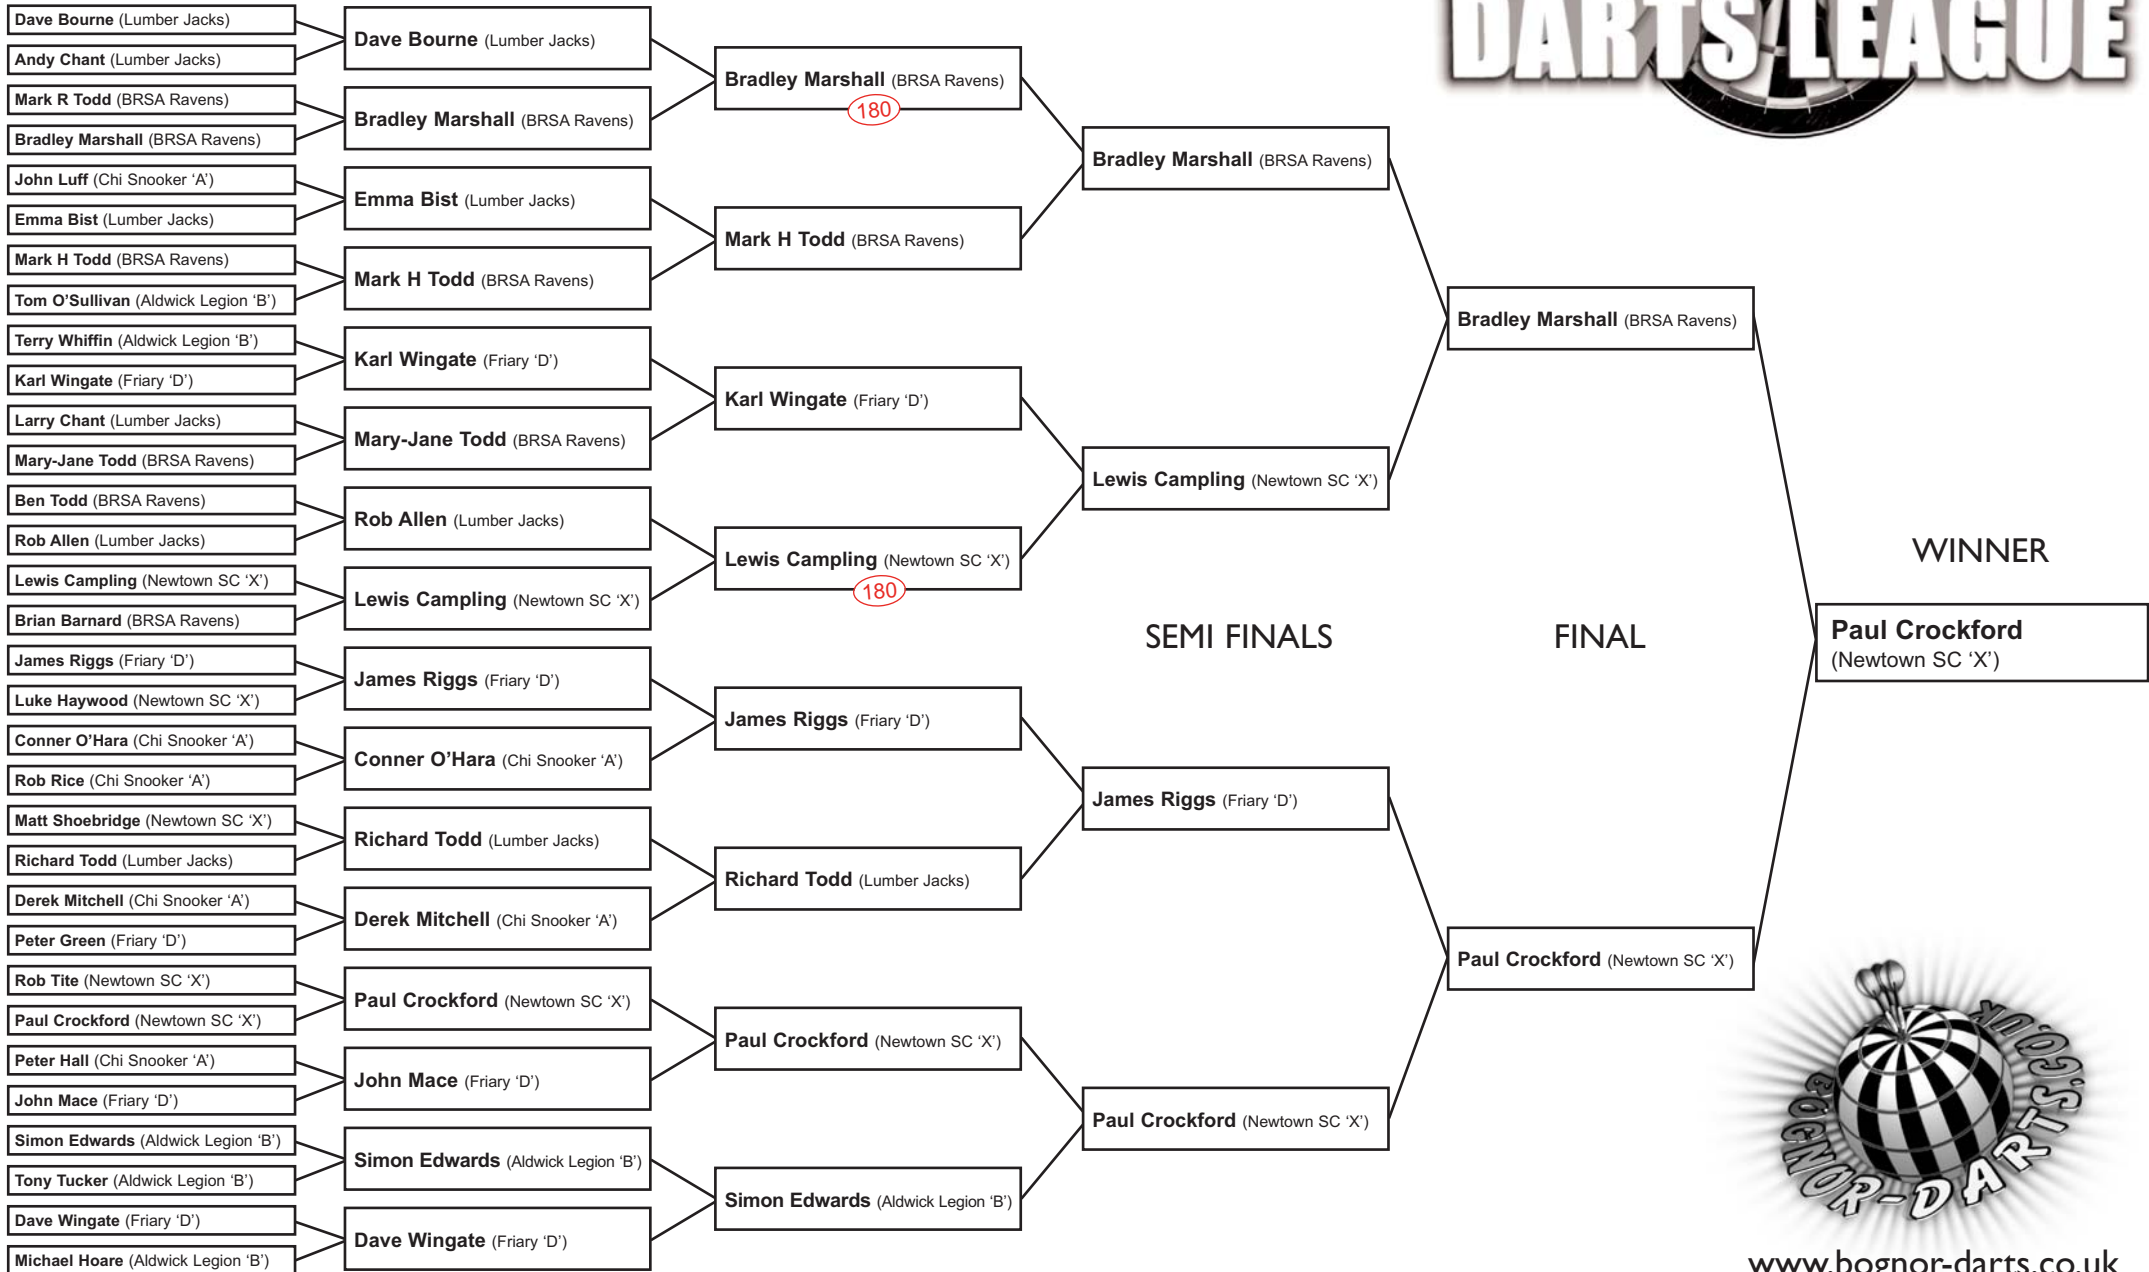 DARTS LEAGUE
Dave Bourne (Lumber Jacks)
Andy Chant (Lumber Jacks)
Mark R Todd (BRSA Ravens)
Bradley Marshall (BRSA Ravens)
John Luff (Chi Snooker ‘A’)
Emma Bist (Lumber Jacks)
Mark H Todd (BRSA Ravens)
Tom O’Sullivan (Aldwick Legion ‘B’)
Terry Whiffin (Aldwick Legion ‘B’)
Karl Wingate (Friary ‘D’)
Larry Chant (Lumber Jacks)
Mary-Jane Todd (BRSA Ravens)
Ben Todd (BRSA Ravens)
Rob Allen (Lumber Jacks)
Lewis Campling (Newtown SC ‘X’)
Brian Barnard (BRSA Ravens)
James Riggs (Friary ‘D’)
Luke Haywood (Newtown SC ‘X’)
Conner O’Hara (Chi Snooker ‘A’)
Rob Rice (Chi Snooker ‘A’)
Matt Shoebridge (Newtown SC ‘X’)
Richard Todd (Lumber Jacks)
Derek Mitchell (Chi Snooker ‘A’)
Peter Green (Friary ‘D’)
Rob Tite (Newtown SC ‘X’)
Paul Crockford (Newtown SC ‘X’)
Peter Hall (Chi Snooker ‘A’)
John Mace (Friary ‘D’)
Simon Edwards (Aldwick Legion ‘B’)
Tony Tucker (Aldwick Legion ‘B’)
Dave Wingate (Friary ‘D’)
Michael Hoare (Aldwick Legion ‘B’)
Dave Bourne (Lumber Jacks)
Bradley Marshall (BRSA Ravens)
Emma Bist (Lumber Jacks)
Mark H Todd (BRSA Ravens)
Karl Wingate (Friary ‘D’)
Mary-Jane Todd (BRSA Ravens)
Rob Allen (Lumber Jacks)
Lewis Campling (Newtown SC ‘X’)
James Riggs (Friary ‘D’)
Conner O’Hara (Chi Snooker ‘A’)
Richard Todd (Lumber Jacks)
Derek Mitchell (Chi Snooker ‘A’)
Paul Crockford (Newtown SC ‘X’)
John Mace (Friary ‘D’)
Simon Edwards (Aldwick Legion ‘B’)
Dave Wingate (Friary ‘D’)
Bradley Marshall (BRSA Ravens)
180
Mark H Todd (BRSA Ravens)
Karl Wingate (Friary ‘D’)
Lewis Campling (Newtown SC ‘X’)
180
James Riggs (Friary ‘D’)
Richard Todd (Lumber Jacks)
Paul Crockford (Newtown SC ‘X’)
Simon Edwards (Aldwick Legion ‘B’)
Bradley Marshall (BRSA Ravens)
Lewis Campling (Newtown SC ‘X’)
SEMI FINALS
James Riggs (Friary ‘D’)
Paul Crockford (Newtown SC ‘X’)
Bradley Marshall (BRSA Ravens)
FINAL
Paul Crockford (Newtown SC ‘X’)
WINNER
Paul Crockford
(Newtown SC ‘X’)
BOGNOR-DARTS.CO.UK
www.bognor-darts.co.uk